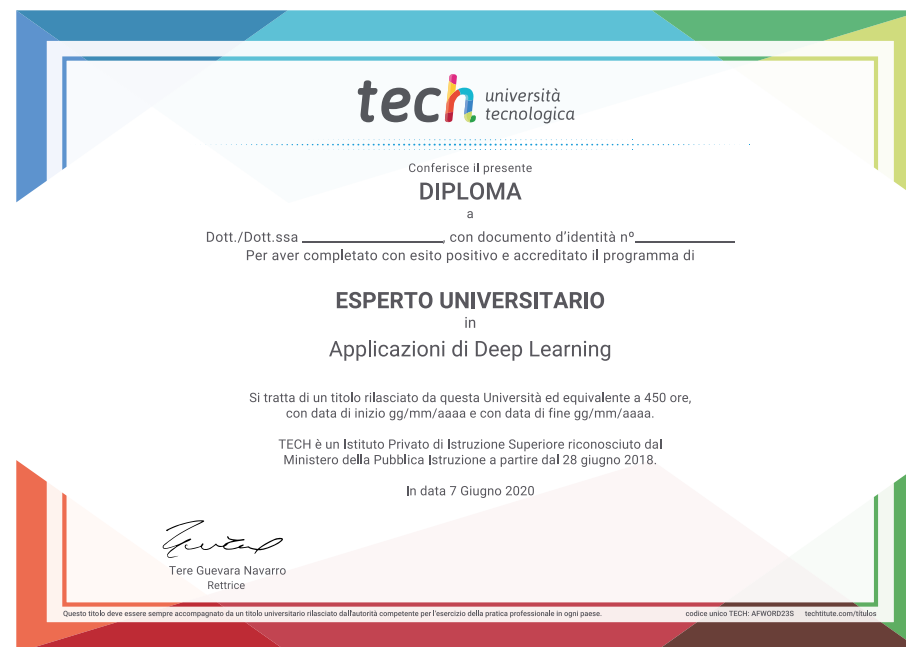 tech università
tecnologica
Conferisce il presente
DIPLOMA
a
Dott./Dott.ssa ____________________, con documento d'identità nº______________
Per aver completato con esito positivo e accreditato il programma di
ESPERTO UNIVERSITARIO
in
Applicazioni di Deep Learning
Si tratta di un titolo rilasciato da questa Università ed equivalente a 450 ore,
con data di inizio gg/mm/aaaa e con data di fine gg/mm/aaaa.
TECH è un Istituto Privato di Istruzione Superiore riconosciuto dal
Ministero della Pubblica Istruzione a partire dal 28 giugno 2018.
In data 7 Giugno 2020
Tere Guevara Navarro
Rettrice
Questo titolo deve essere sempre accompagnato da un titolo universitario rilasciato dall'autorità competente per l'esercizio della pratica professionale in ogni paese. codice unico TECH: AFWORD23S techtitute.com/titulos